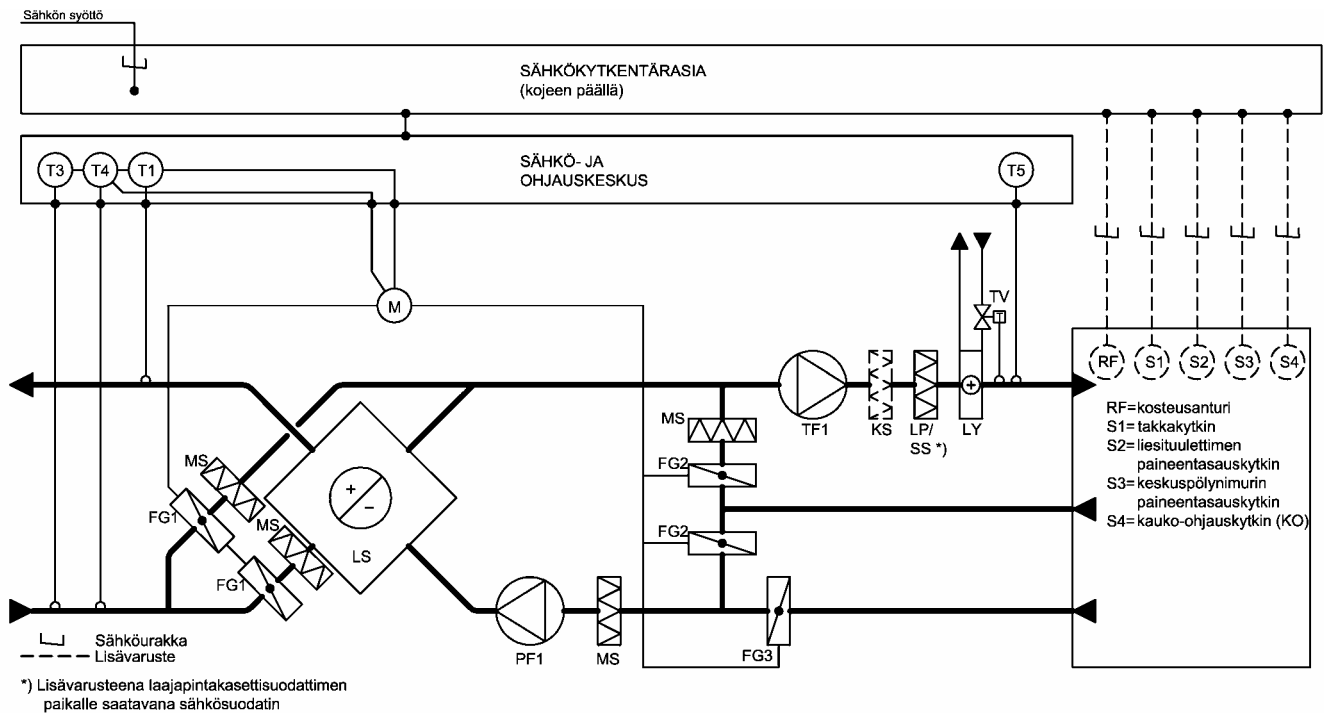 Sähkön syöttö
SÄHKÖKYTKENTÄRASIA
(kojeen päällä)
T3
T4
T1
SÄHKÖ- JA
OHJAUSKESKUS
T5
M
TV
T
RF
S1
S2
S3
S4
MS
FG1
MS
FG1
+
–
LS
MS
FG2
FG2
TF1
KS
LP/
SS *)
+
LY
RF=kosteusanturi
S1=takkakytkin
S2=liesituulettimen
paineentasauskytkin
S3=keskuspölynimurin
paineentasauskytkin
S4=kauko-ohjauskytkin (KO)
PF1
MS
FG3
Sähköurakka
Lisävaruste
*) Lisävarusteena laajapintakasettisuodattimen
paikalle saatavana sähkösuodatin